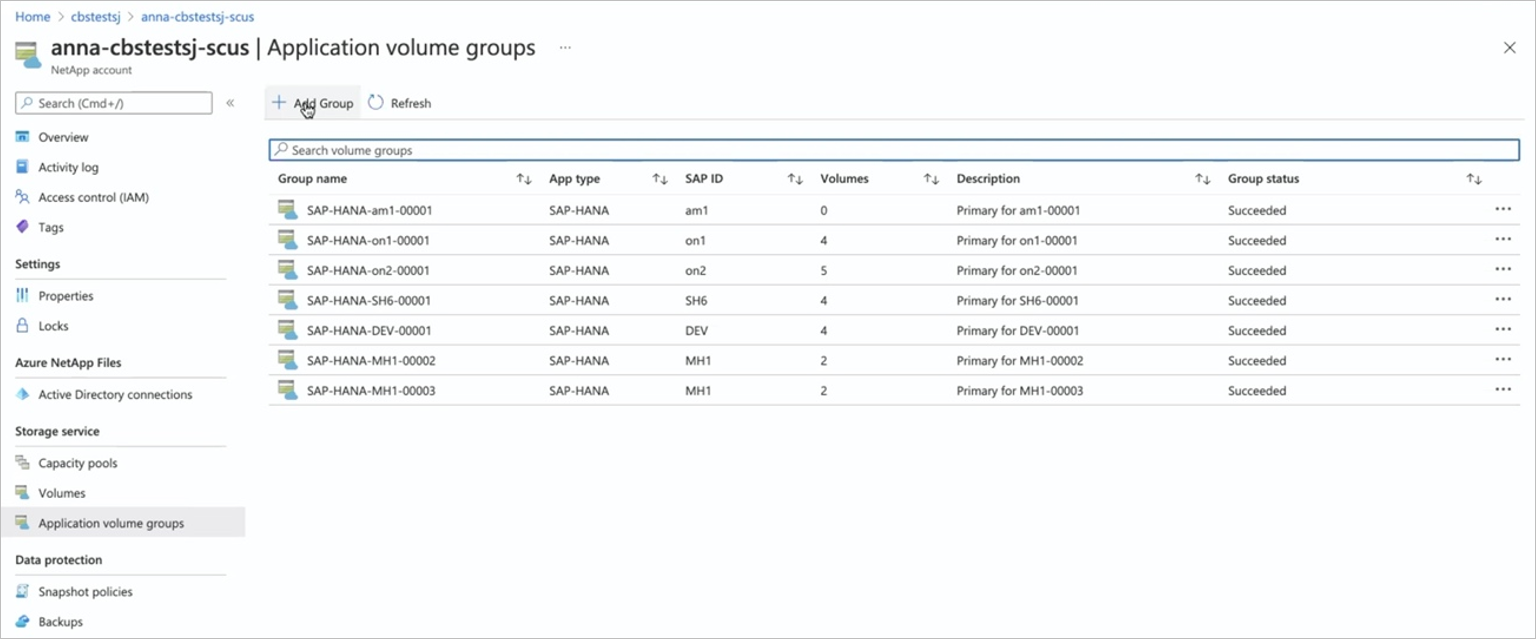 Home > cbstestsj > anna-cbstestsj-scus
anna-cbstestsj-scus | Application volume groups ...
NetApp account
Search (Cmd+/)
«
Add Group
Refresh
Overview
Activity log
Access control (IAM)
Tags
Settings
Properties
Locks
Azure NetApp Files
Active Directory connections
Storage service
Capacity pools
Volumes
Application volume groups
Data protection
Snapshot policies
Backups
Search volume groups
Group name App type SAP ID Volumes Description Group status
SAP-HANA-am1-00001 SAP-HANA am1 0 Primary for am1-00001 Succeeded
SAP-HANA-on1-00001 SAP-HANA on1 4 Primary for on1-00001 Succeeded
SAP-HANA-on2-00001 SAP-HANA on2 5 Primary for on2-00001 Succeeded
SAP-HANA-SH6-00001 SAP-HANA SH6 4 Primary for SH6-00001 Succeeded
SAP-HANA-DEV-00001 SAP-HANA DEV 4 Primary for DEV-00001 Succeeded
SAP-HANA-MH1-00002 SAP-HANA MH1 2 Primary for MH1-00002 Succeeded
SAP-HANA-MH1-00003 SAP-HANA MH1 2 Primary for MH1-00003 Succeeded